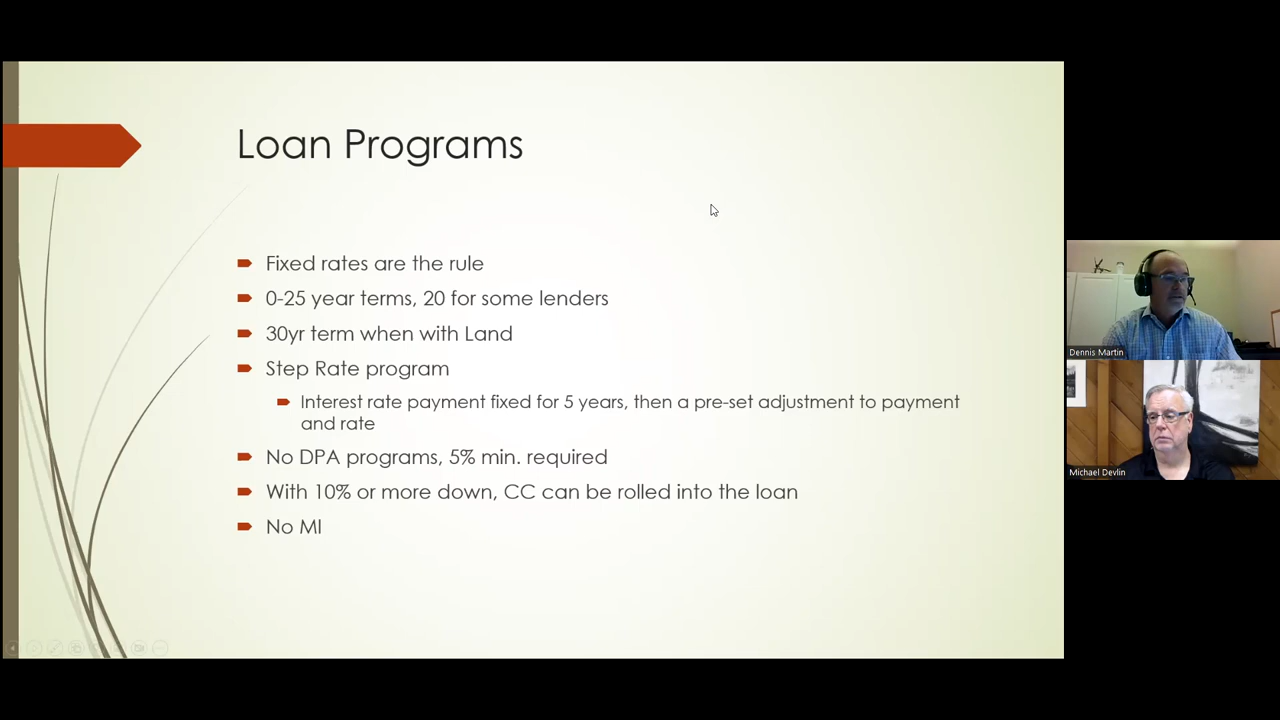 Loan Programs
Fixed rates are the rule
0-25 year terms, 20 for some lenders
30yr term when with Land
Step Rate program
Interest rate payment fixed for 5 years, then a pre-set adjustment to payment
and rate
No DPA programs, 5% min. required
With 10% or more down, CC can be rolled into the loan
No MI
Dennis Martin
Michael Devlin